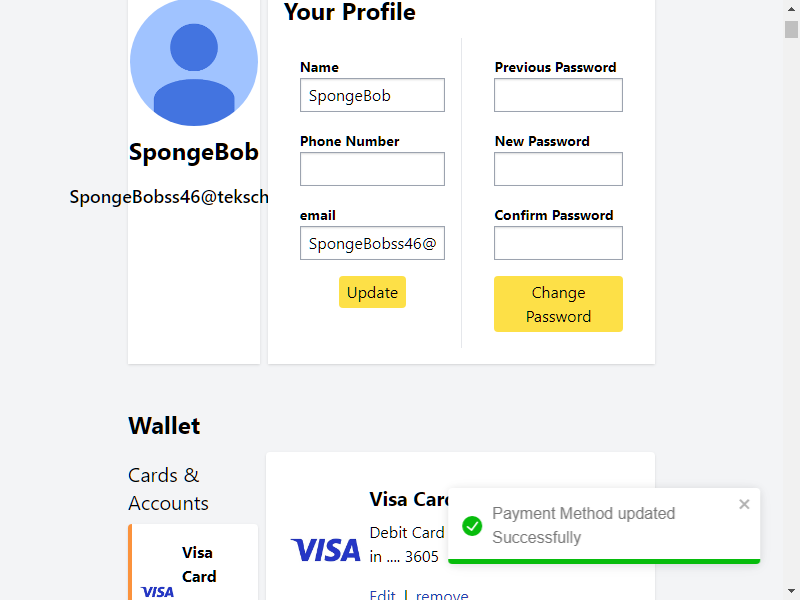 Your Profile
SpongeBob
SpongeBobss46@teksch
Name
SpongeBob
Phone Number
email
SpongeBobss46@
Update
Previous Password
New Password
Confirm Password
Change
Password
Wallet
Cards &
Accounts
VISA
Visa
Card
VISA
Visa Card
Debit Card
in .... 3605
Edit | remove
Payment Method updated
Successfully